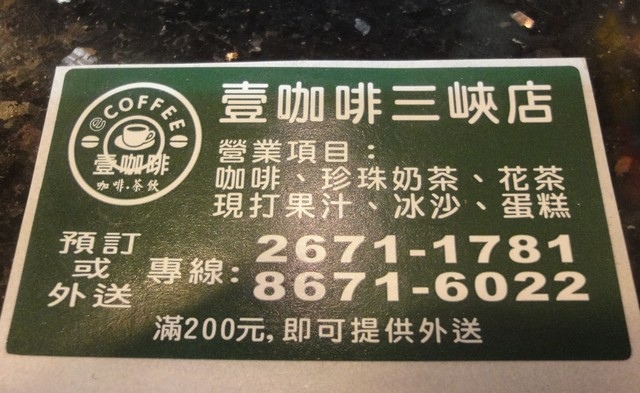 COFFEE
壹咖啡
咖啡.茶飲
壹咖啡三峽店
營業項目：
咖啡、珍珠奶茶、花茶
現打果汁、冰沙、蛋糕
預訂
或
外送
專線：
2671-1781
8671-6022
滿200元,即可提供外送